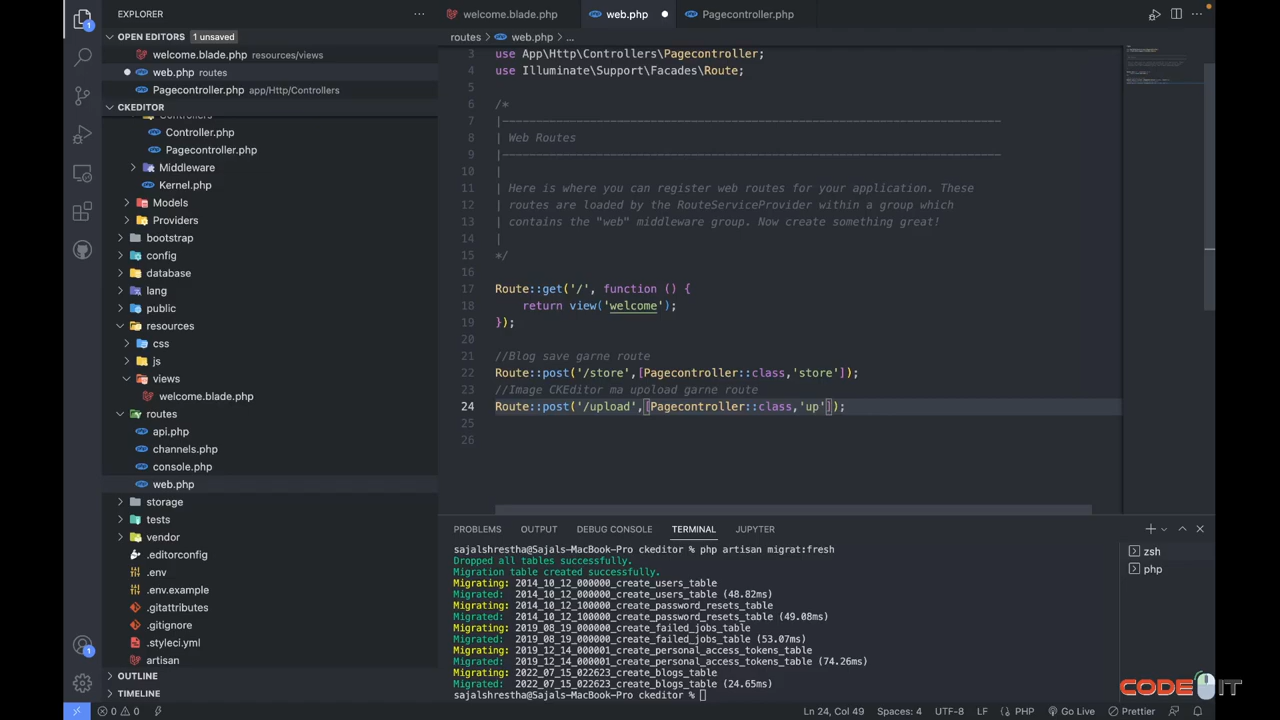 EXPLORER
welcome.blade.php
web.php
Pagecontroller.php
OPEN EDITORS 1 unsaved
welcome.blade.php resources/views
web.php routes
Pagecontroller.php app/Http/Controllers
CKEDITOR
Controllers
Controller.php
Pagecontroller.php
Middleware
Kernel.php
Models
Providers
bootstrap
config
database
lang
public
resources
css
js
views
welcome.blade.php
routes
api.php
channels.php
console.php
web.php
storage
tests
vendor
.editorconfig
.env
.env.example
.gitattributes
.gitignore
.styleci.yml
artisan
OUTLINE
TIMELINE
routes > web.php > ...
3 use App\Http\Controllers\Pagecontroller;
4 use Illuminate\Support\Facades\Route;
5
6 /*
7 |--------------------------------------------------------------------------
8 | Web Routes
9 |--------------------------------------------------------------------------
10 |
11 | Here is where you can register web routes for your application. These
12 | routes are loaded by the RouteServiceProvider within a group which
13 | contains the "web" middleware group. Now create something great!
14 |
15 */
16
17 Route::get('/', function () {
18 return view('welcome');
19 });
20
21 //Blog save garne route
22 Route::post('/store',[Pagecontroller::class,'store']);
23 //Image CKEditor ma upoload garne route
24 Route::post('/upload',[Pagecontroller::class,'up']);
25
26
PROBLEMS OUTPUT DEBUG CONSOLE TERMINAL JUPYTER
sajalshrestha@Sajals-MacBook-Pro ckeditor % php artisan migrat:fresh
Dropped all tables successfully.
Migration table created successfully.
Migrating: 2014_10_12_000000_create_users_table
Migrated: 2014_10_12_000000_create_users_table (48.82ms)
Migrating: 2014_10_12_100000_create_password_resets_table
Migrated: 2014_10_12_100000_create_password_resets_table (49.08ms)
Migrating: 2019_08_19_000000_create_failed_jobs_table
Migrated: 2019_08_19_000000_create_failed_jobs_table (53.07ms)
Migrating: 2019_12_14_000001_create_personal_access_tokens_table
Migrated: 2019_12_14_000001_create_personal_access_tokens_table (74.26ms)
Migrating: 2022_07_15_022623_create_blogs_table
Migrated: 2022_07_15_022623_create_blogs_table (24.65ms)
sajalshrestha@Sajals-MacBook-Pro ckeditor %
zsh
php
CODE IT
0 0 Ln 24, Col 49 Spaces: 4 UTF-8 LF PHP Go Live Prettier